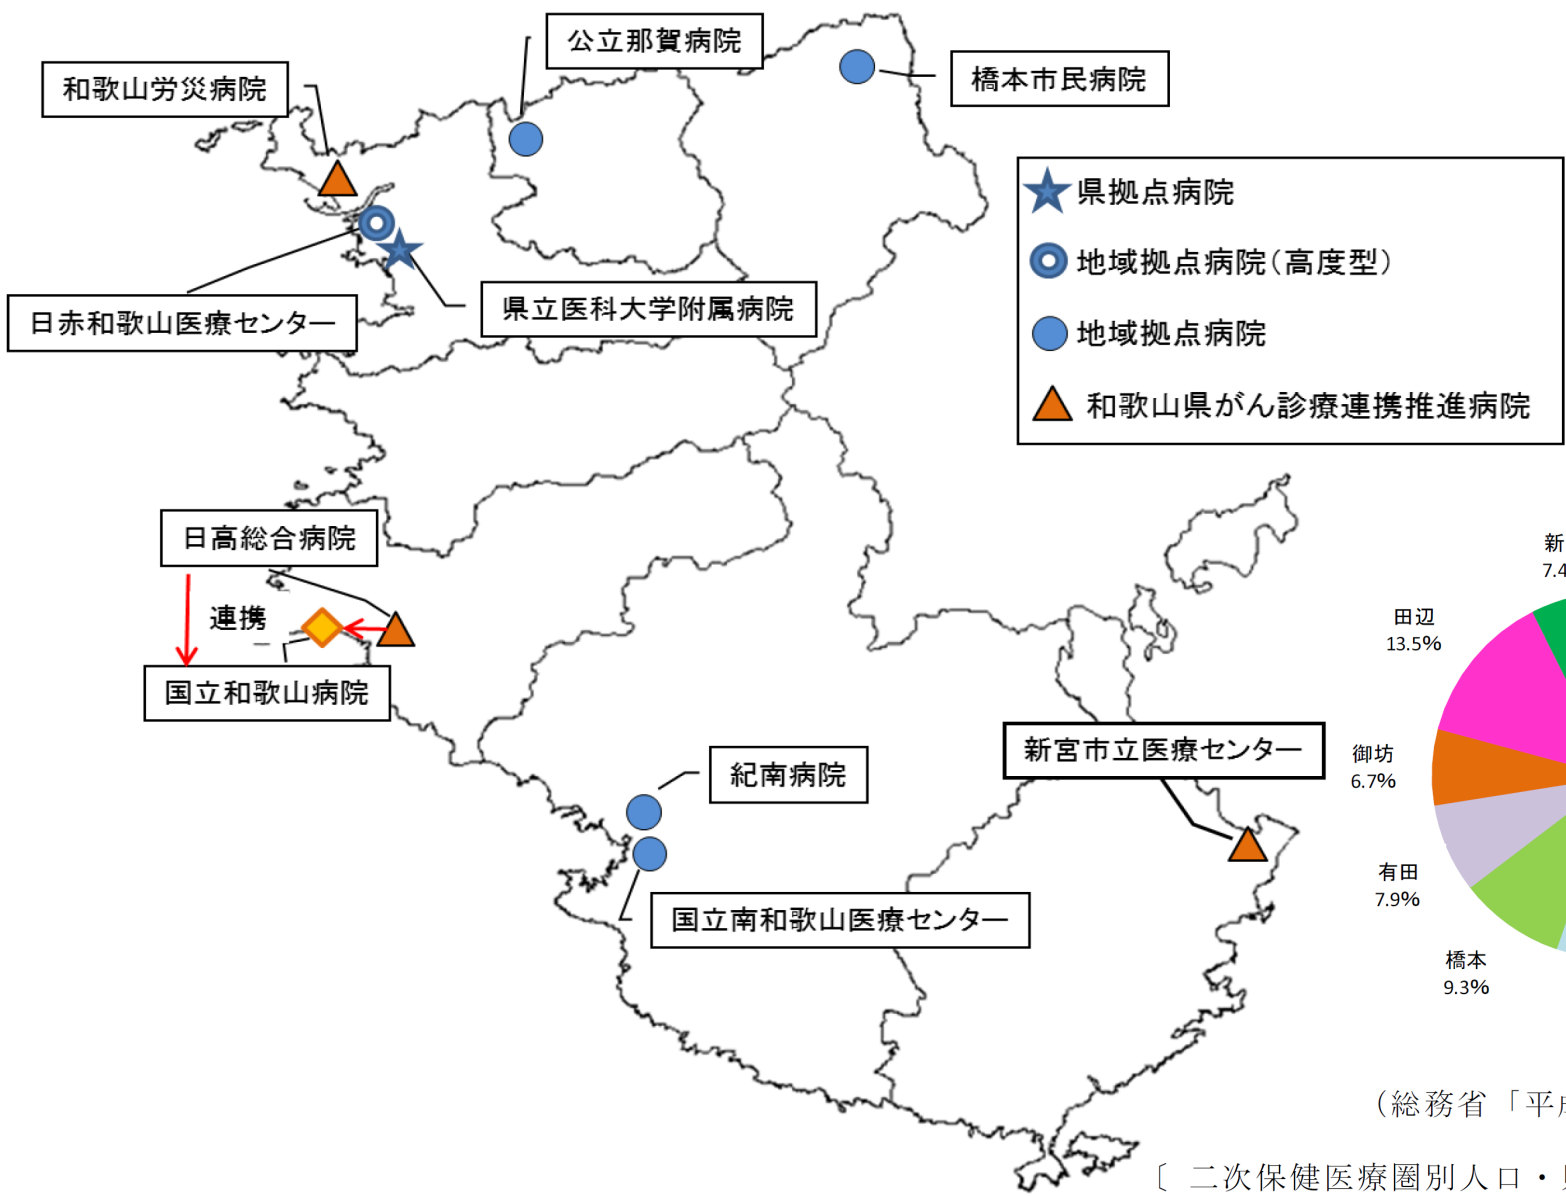 公立那賀病院
和歌山労災病院
橋本市民病院
県拠点病院
地域拠点病院（高度型）
地域拠点病院
和歌山県がん診療連携推進病院
日赤和歌山医療センター
県立医科大学附属病院
日高総合病院
連携
国立和歌山病院
紀南病院
新宮市立医療センター
国立南和歌山医療センター
新
7.4
田辺
13.5%
御坊
6.7%
有田
7.9%
橋本
9.3%
（総務省「平
〔 二次保健医療圏別人口・